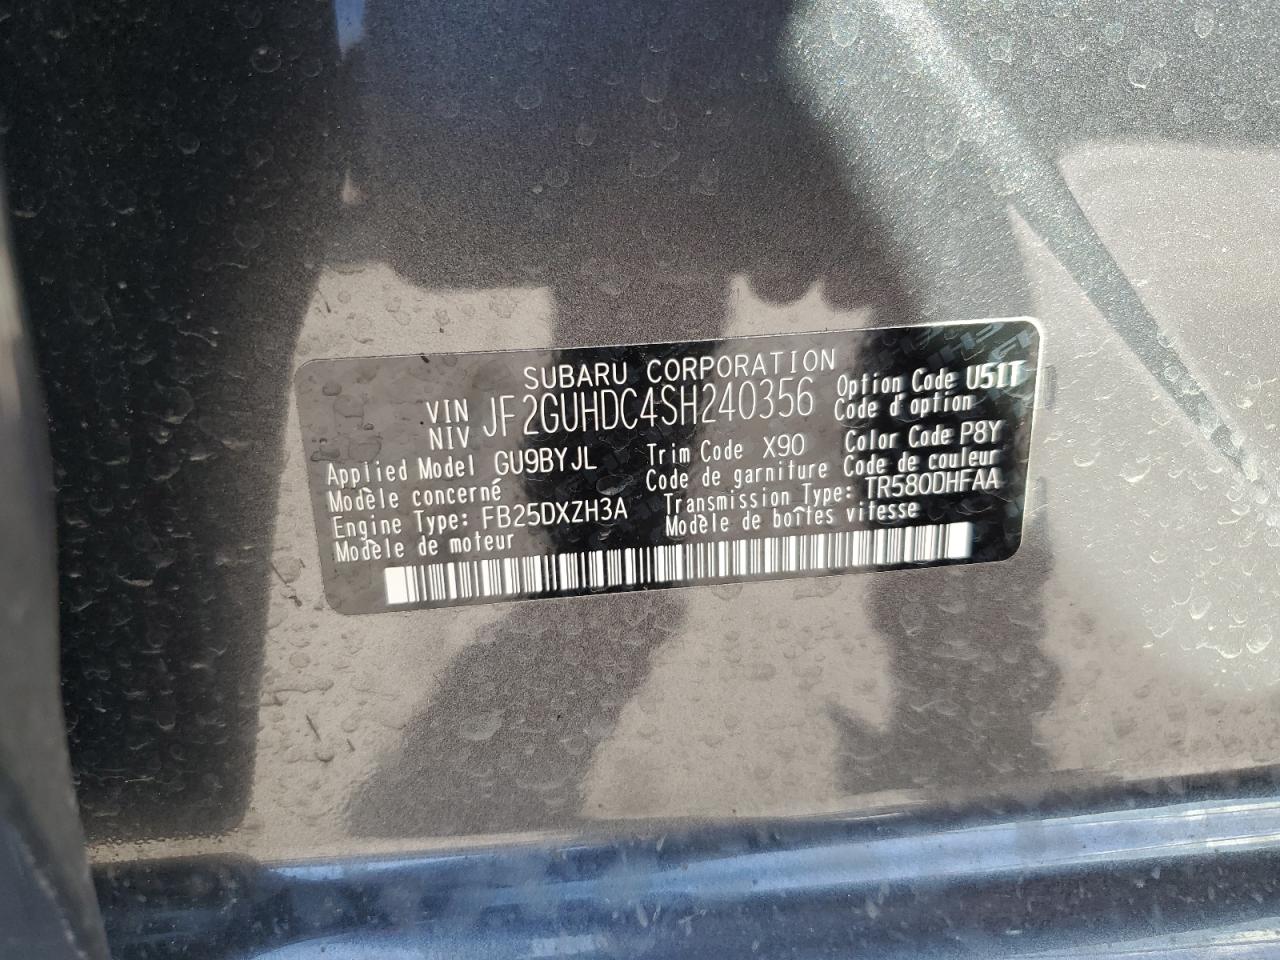 SUBARU CORPORATION
VIN NIV JF2GUHDC4SH240356
Option Code U51T
Code d'option
Applied Model GU9BYJL
Modèle concerné
Trim Code X90
Code de garniture
Color Code P8Y
Code de couleur
Engine Type: FB25DXZH3A
Modèle de moteur
Transmission Type: TR580DHFAA
Modèle de boîtes vitesse